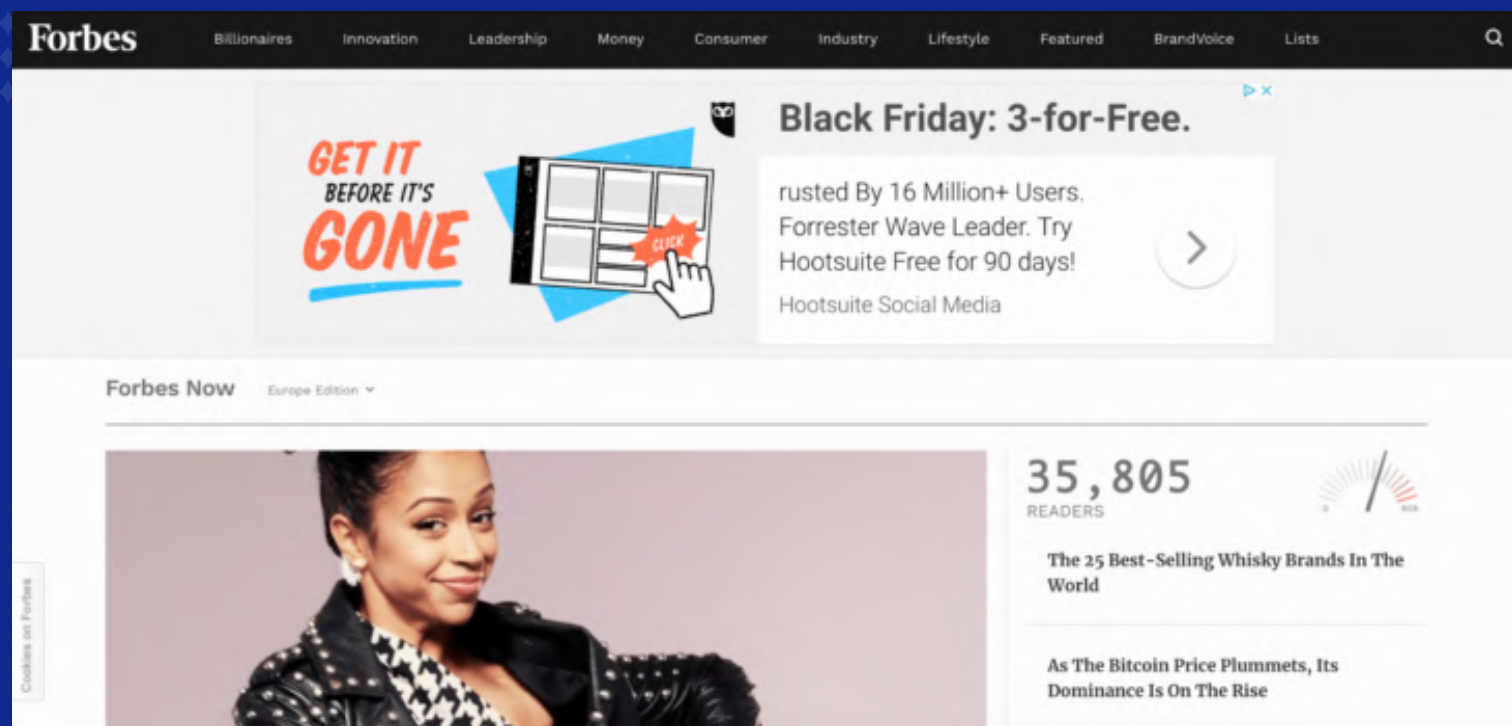 Forbes
Billionaires Innovation Leadership Money Consumer Industry Lifestyle Featured BrandVoice Lists
GET IT
BEFORE IT'S
GONE
CLICK
Black Friday: 3-for-Free.
rusted By 16 Million+ Users.
Forrester Wave Leader. Try
Hootsuite Free for 90 days!
Hootsuite Social Media
Forbes Now Europe Edition
35,805
READERS
0
The 25 Best-Selling Whisky Brands In The
World
As The Bitcoin Price Plummets, Its
Dominance Is On The Rise
Cookies on Forbes